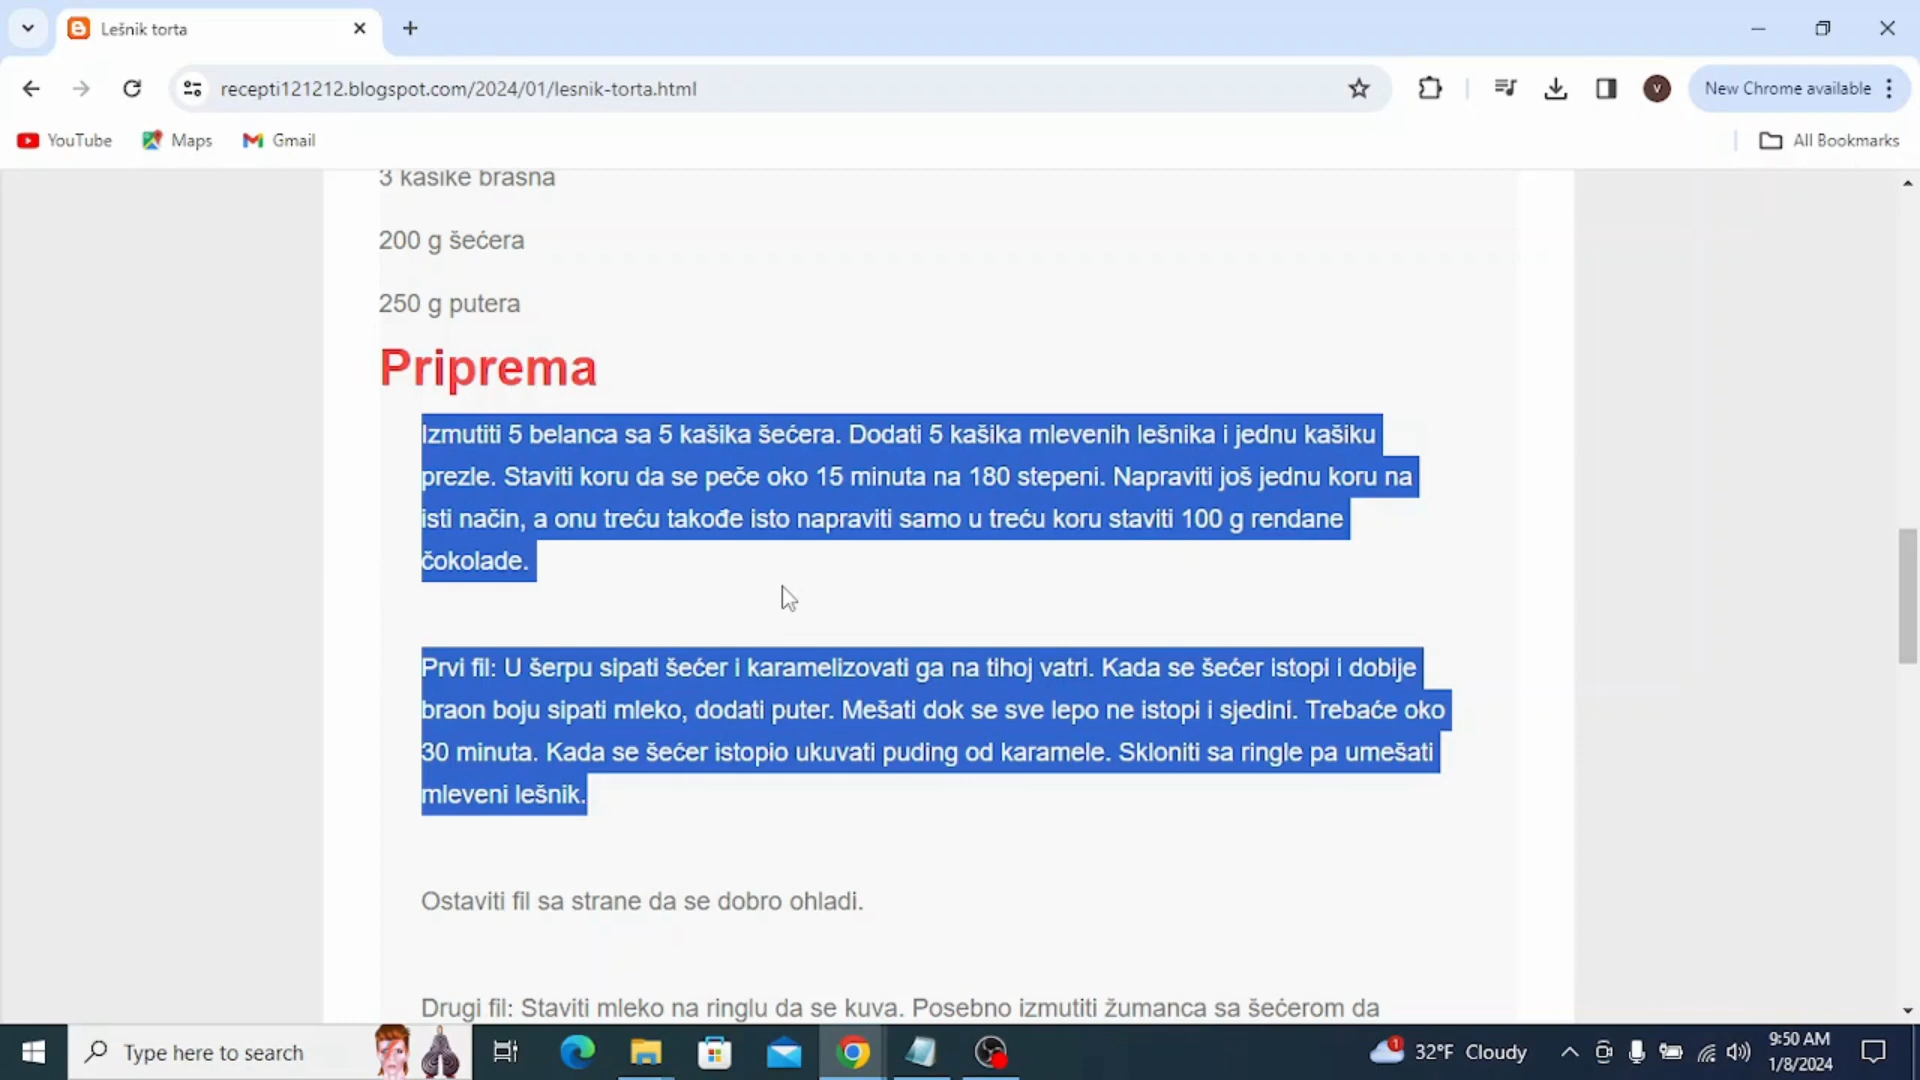 Lešnik torta
recepti121212.blogspot.com/2024/01/lesnik-torta.html
V
New Chrome available
YouTube
Maps
Gmail
All Bookmarks
3 kašike brašna
200 g šećera
250 g putera
Priprema
Izmutiti 5 belanca sa 5 kašika šećera. Dodati 5 kašika mlevenih lešnika i jednu kašiku
prezle. Staviti koru da se peče oko 15 minuta na 180 stepeni. Napraviti još jednu koru na
isti način, a onu treću takođe isto napraviti samo u treću koru staviti 100 g rendane
čokolade.
Prvi fil: U šerpu sipati šećer i karamelizovati ga na tihoj vatri. Kada se šećer istopi i dobije
braon boju sipati mleko, dodati puter. Mešati dok se sve lepo ne istopi i sjedini. Trebaće oko
30 minuta. Kada se šećer istopio ukuvati puding od karamele. Skloniti sa ringle pa umešati
mleveni lešnik.
Ostaviti fil sa strane da se dobro ohladi.
Drugi fil: Staviti mleko na ringlu da se kuva. Posebno izmutiti žumanca sa šećerom da
Type here to search
1
32°F Cloudy
9:50 AM
1/8/2024